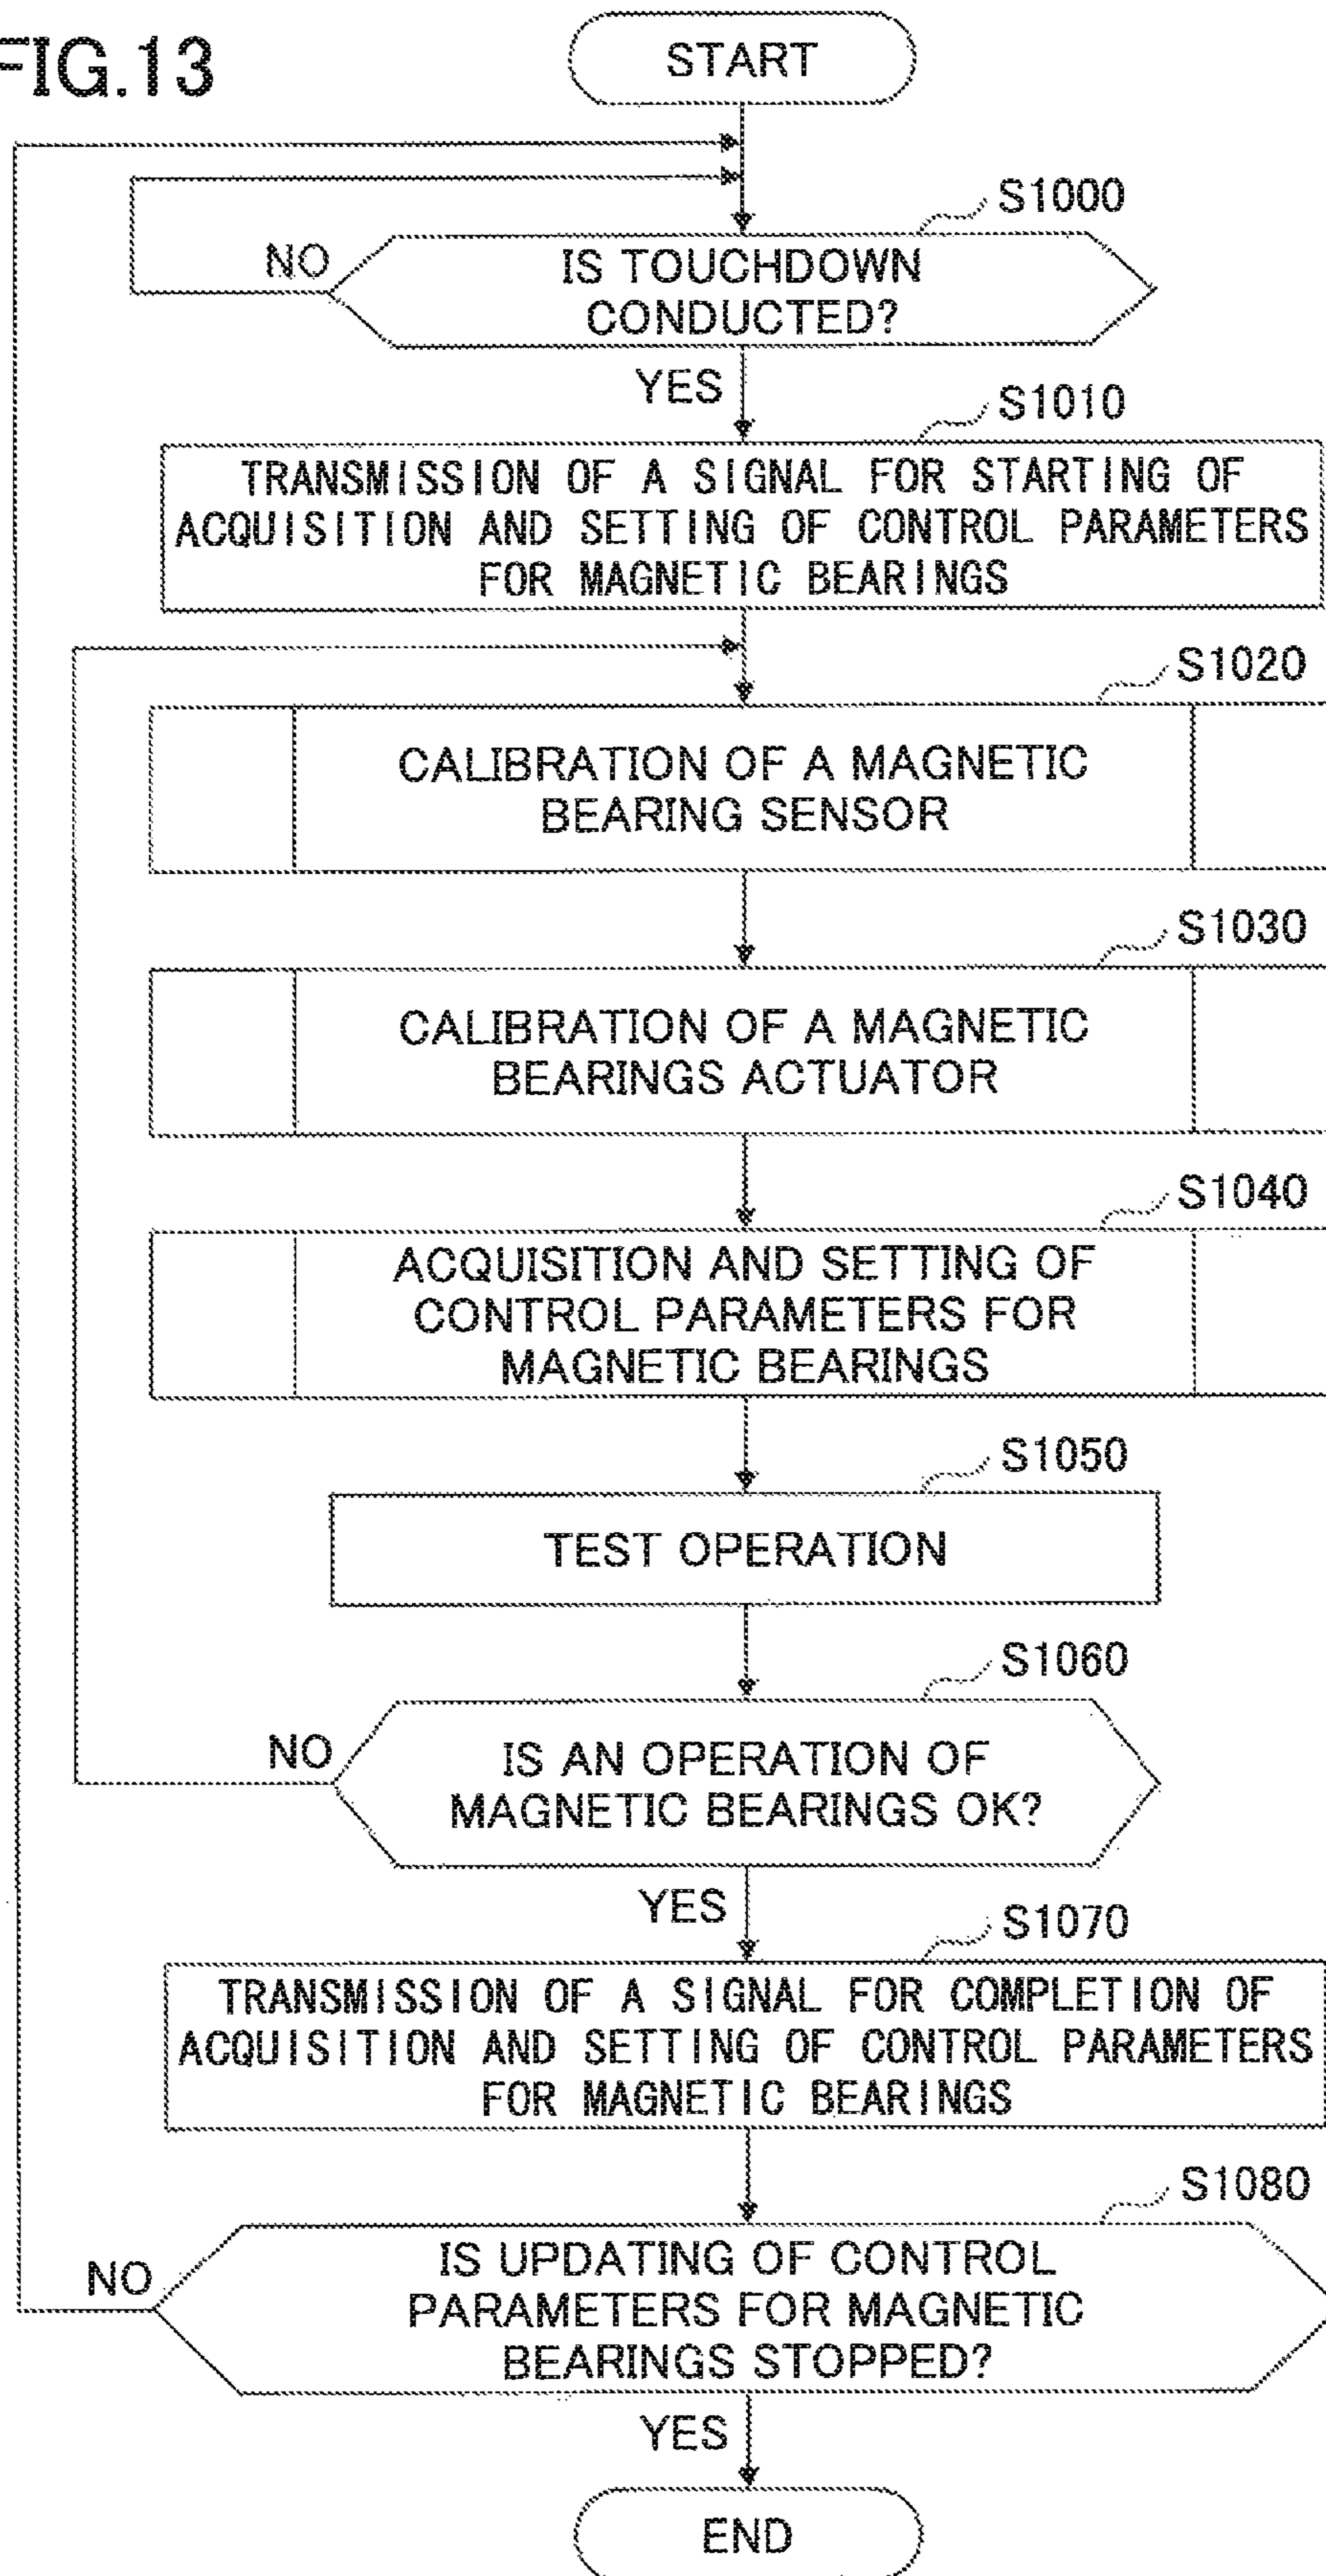 FIG.13
START
S1000
NO
IS TOUCHDOWN
CONDUCTED?
YES
S1010
TRANSMISSION OF A SIGNAL FOR STARTING OF
ACQUISITION AND SETTING OF CONTROL PARAMETERS
FOR MAGNETIC BEARINGS
S1020
CALIBRATION OF A MAGNETIC
BEARING SENSOR
S1030
CALIBRATION OF A MAGNETIC
BEARINGS ACTUATOR
S1040
ACQUISITION AND SETTING OF
CONTROL PARAMETERS FOR
MAGNETIC BEARINGS
S1050
TEST OPERATION
S1060
NO
IS AN OPERATION OF
MAGNETIC BEARINGS OK?
YES
S1070
TRANSMISSION OF A SIGNAL FOR COMPLETION OF
ACQUISITION AND SETTING OF CONTROL PARAMETERS
FOR MAGNETIC BEARINGS
S1080
NO
IS UPDATING OF CONTROL
PARAMETERS FOR MAGNETIC
BEARINGS STOPPED?
YES
END